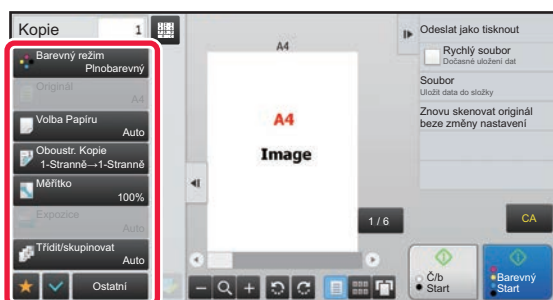 Kopie 1
Barevný režim
Plnobarevný
Originál
A4
Volba Papíru
Auto
Oboustr. Kopie
1-Stranně→1-Stranně
Měřítko
100%
Expozice
Auto
Třídit/skupinovat
Auto
Ostatní
A4
A4
Image
1 / 6
Odeslat jako tisknout
Rychlý soubor
Dočasné uložení dat
Soubor
Uložit data do složky
Znovu skenovat originál
beze změny nastavení
CA
Č/b
Start
Barevný
Start